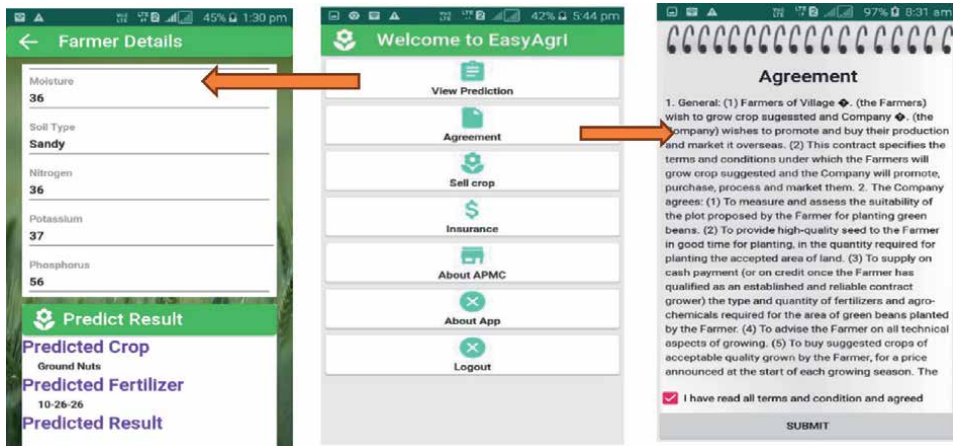 45% 1:30 pm
Farmer Details
Moisture
36
Soil Type
Sandy
Nitrogen
36
Potassium
37
Phosphorus
56
Predict Result
Predicted Crop
Ground Nuts
Predicted Fertilizer
10-26-26
Predicted Result
42% 5:44 pm
Welcome to EasyAgrI
View Prediction
Agreement
Sell crop
Insurance
About APMC
About App
Logout
97% 8:31 am
Agreement
1. General: (1) Farmers of Village �. (the Farmers)
wish to grow crop sugessted and Company �. (the
Company) wishes to promote and buy their production
and market it overseas. (2) This contract specifies the
terms and conditions under which the Farmers will
grow crop suggested and the Company will promote,
purchase, process and market them. 2. The Company
agrees: (1) To measure and assess the suitability of
the plot proposed by the Farmer for planting green
beans. (2) To provide high-quality seed to the Farmer
in good time for planting, in the quantity required for
planting the accepted area of land. (3) To supply on
cash payment (or on credit once the Farmer has
qualified as an established and reliable contract
grower) the type and quantity of fertilizers and agro-
chemicals required for the area of green beans planted
by the Farmer. (4) To advise the Farmer on all technical
aspects of growing. (5) To buy suggested crops of
acceptable quality grown by the Farmer, for a price
announced at the start of each growing season. The
I have read all terms and condition and agreed
SUBMIT